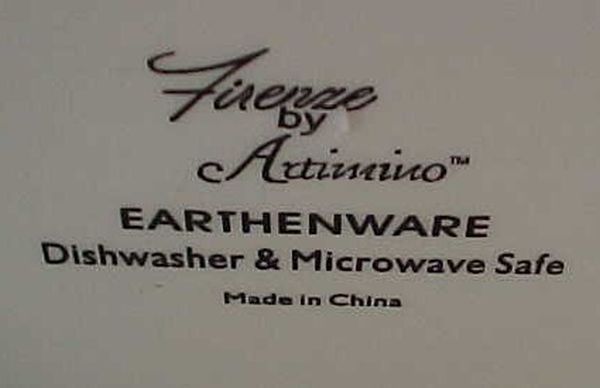 Firenze
by
Artimino™
EARTHENWARE
Dishwasher & Microwave Safe
Made in China